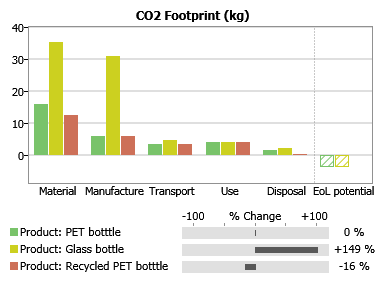 CO2 Footprint (kg)
40
30
20
10
0
Material Manufacture Transport Use Disposal EoL potential
-100 % Change +100
Product: PET botttle 0 %
Product: Glass bottle +149 %
Product: Recycled PET botttle -16 %